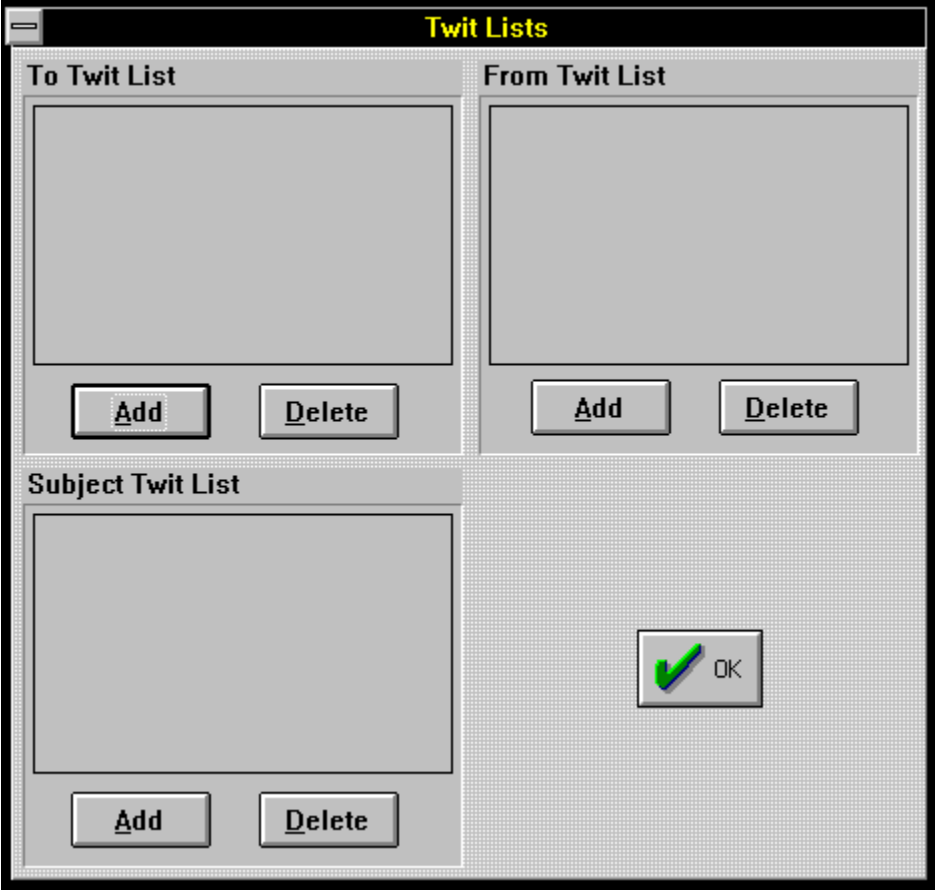 Twit Lists
To Twit List
From Twit List
Add
Delete
Add
Delete
Subject Twit List
OK
Add
Delete